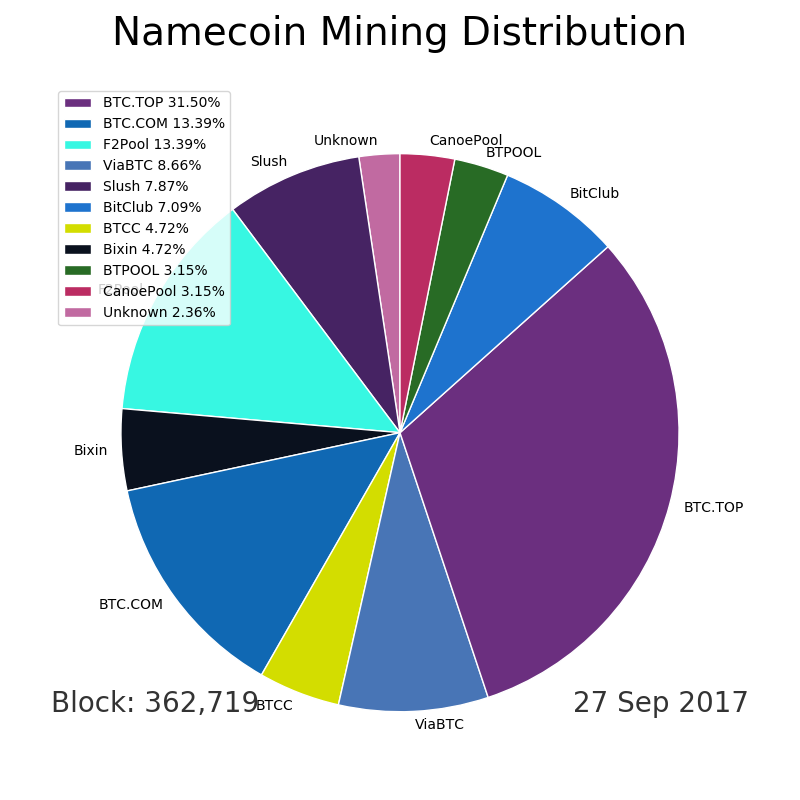 Namecoin Mining Distribution
BTC.TOP 31.50%
BTC.COM 13.39%
F2Pool 13.39%
ViaBTC 8.66%
Slush 7.87%
BitClub 7.09%
BTCC 4.72%
Bixin 4.72%
BTPOOL 3.15%
CanoePool 3.15%
Unknown 2.36%
Unknown
CanoePool
BTPOOL
Slush
BitClub
F2Pool
Bixin
BTC.TOP
BTC.COM
BTCC
ViaBTC
Block: 362,719
27 Sep 2017